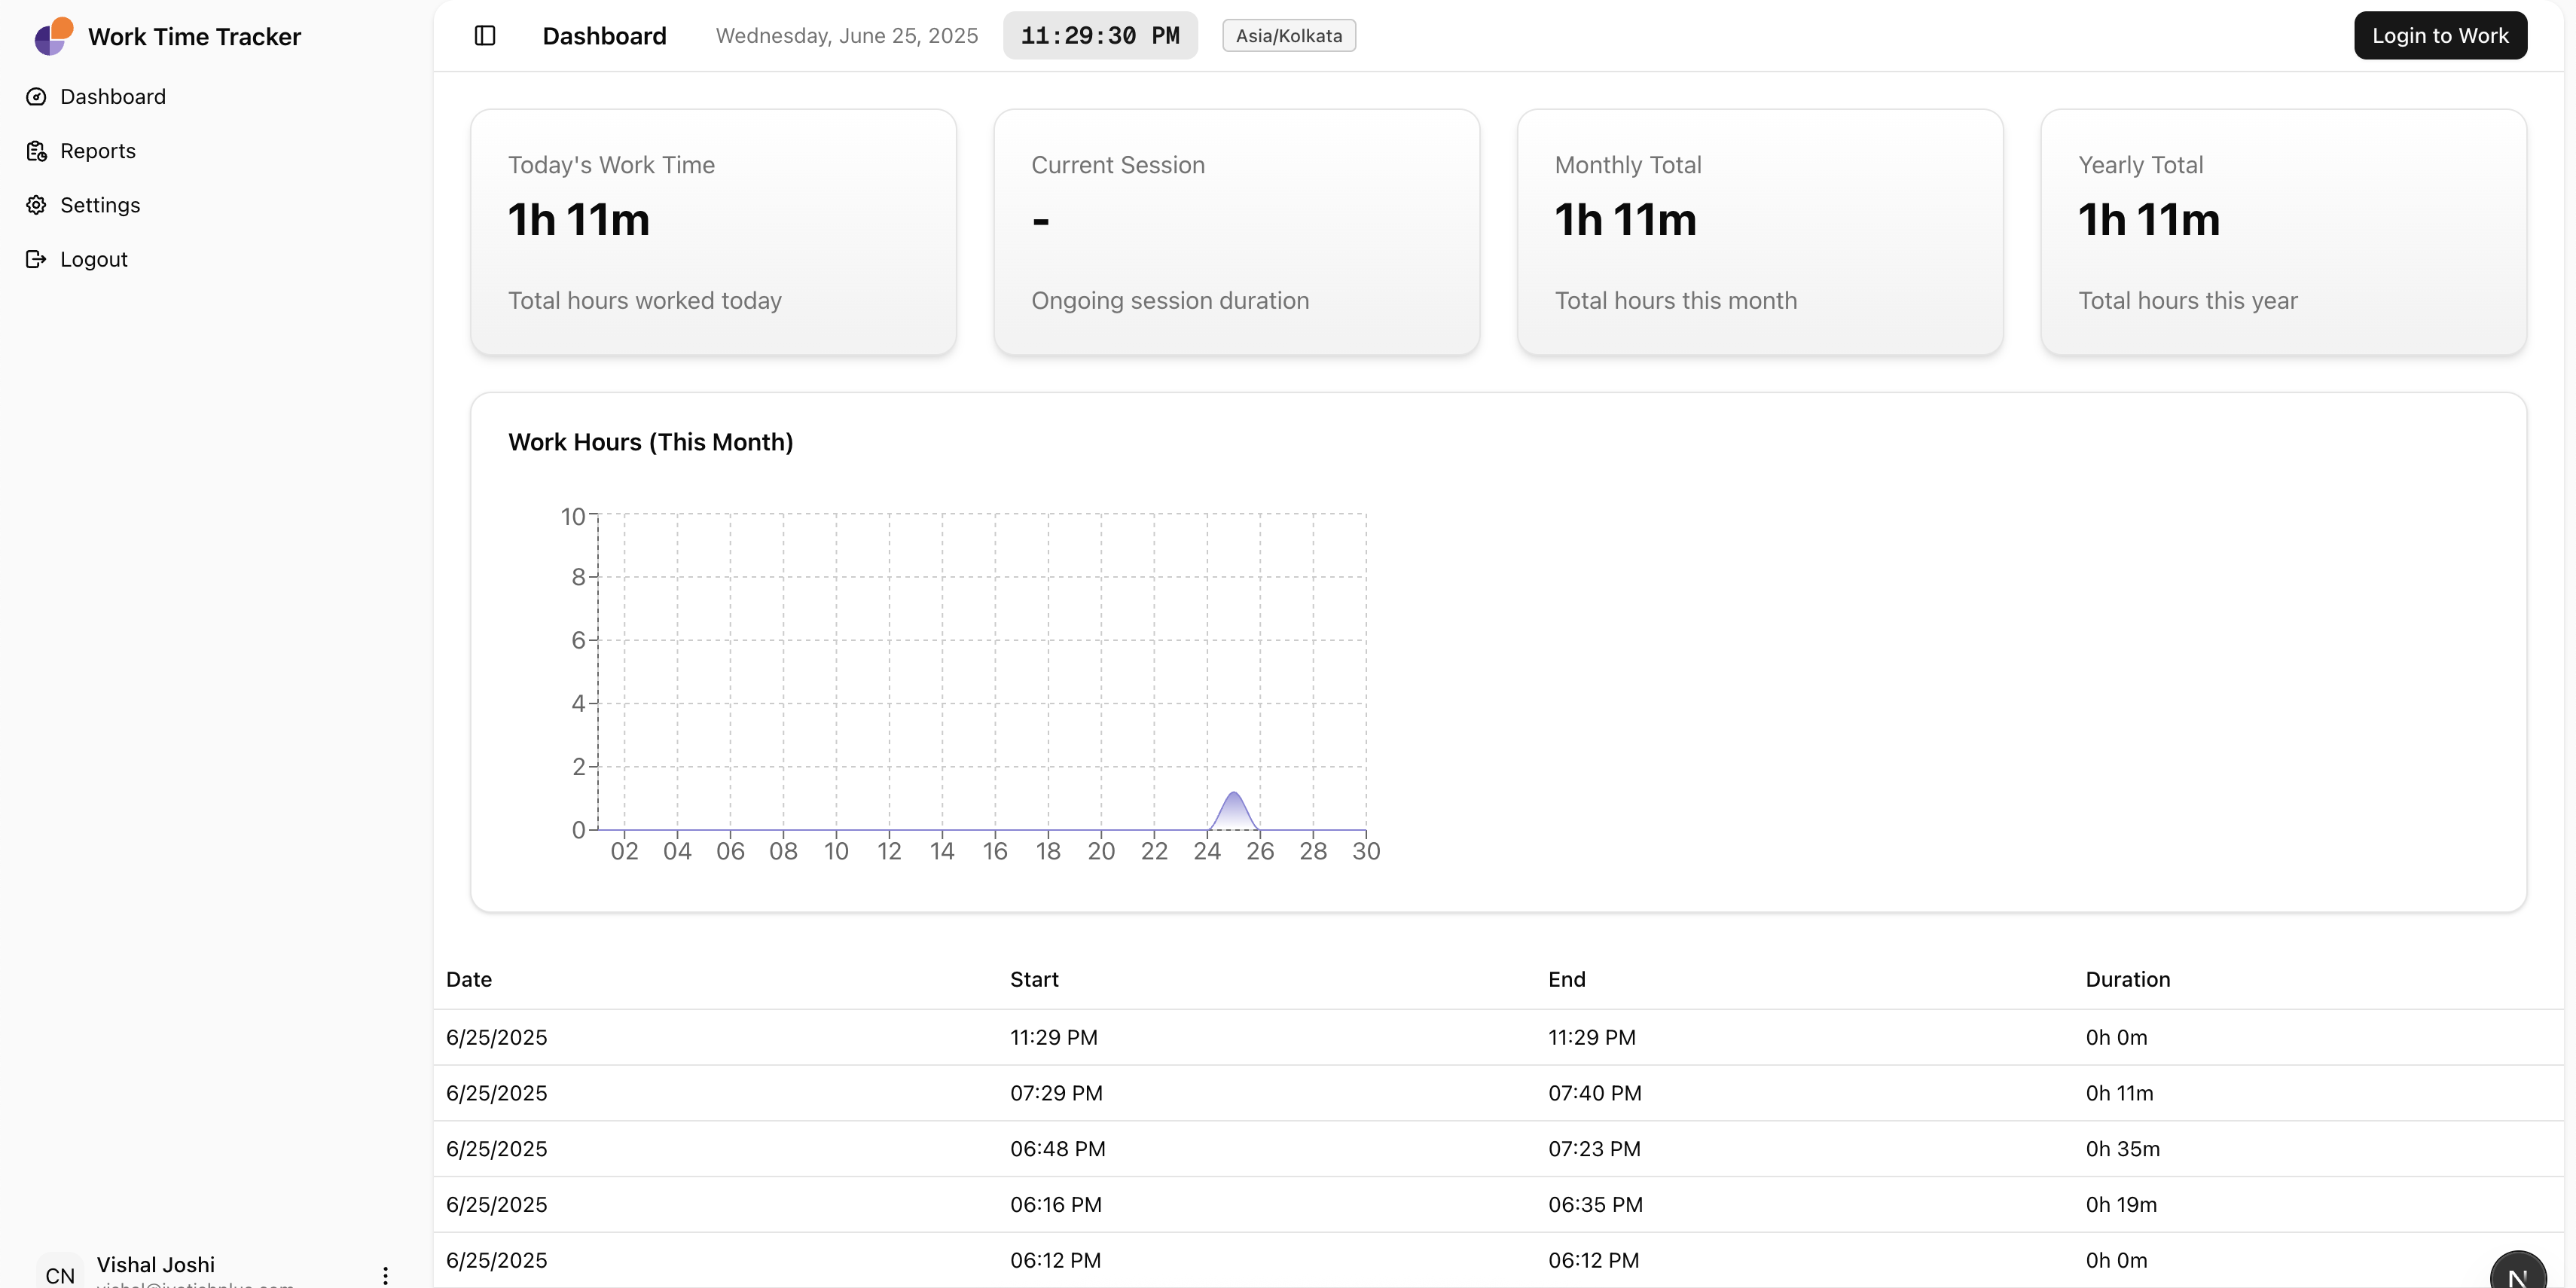 Work Time Tracker
Dashboard
Reports
Settings
Logout
CN
Vishal Joshi
Dashboard
Wednesday, June 25, 2025
11:29:30 PM
Asia/Kolkata
Login to Work
Today's Work Time
1h 11m
Total hours worked today
Current Session
-
Ongoing session duration
Monthly Total
1h 11m
Total hours this month
Yearly Total
1h 11m
Total hours this year
Work Hours (This Month)
10
8
6
4
2
0
02 04 06 08 10 12 14 16 18 20 22 24 26 28 30
Date Start End Duration
6/25/2025 11:29 PM 11:29 PM 0h 0m
6/25/2025 07:29 PM 07:40 PM 0h 11m
6/25/2025 06:48 PM 07:23 PM 0h 35m
6/25/2025 06:16 PM 06:35 PM 0h 19m
6/25/2025 06:12 PM 06:12 PM 0h 0m
N